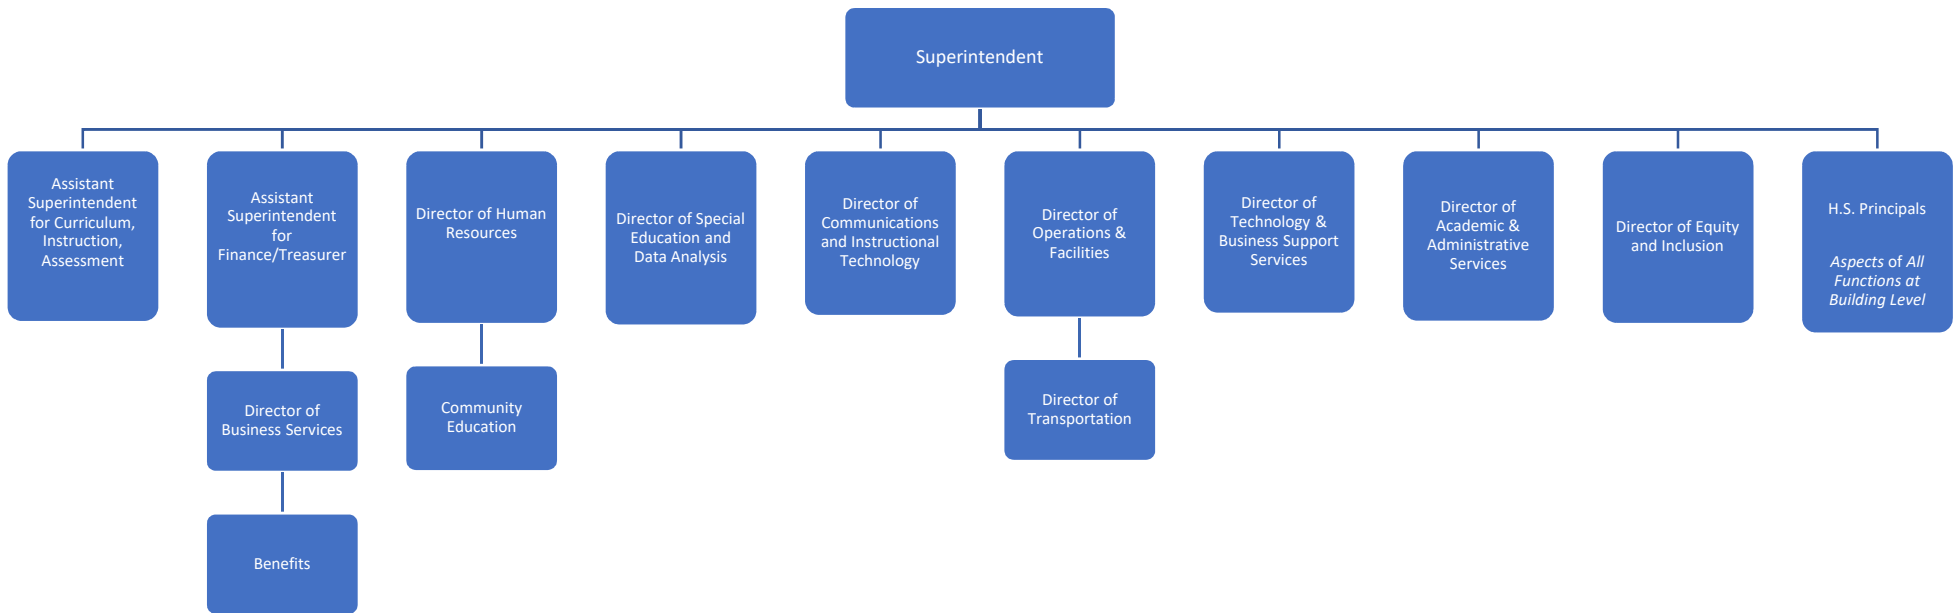 Superintendent
Assistant
Superintendent
for Curriculum,
Instruction,
Assessment
Assistant
Superintendent
for
Finance/Treasurer
Director of Human
Resources
Director of Special
Education and
Data Analysis
Director of
Communications
and Instructional
Technology
Director of
Operations &
Facilities
Director of
Technology &
Business Support
Services
Director of
Academic &
Administrative
Services
Director of Equity
and Inclusion
H.S. Principals
Aspects of All
Functions at
Building Level
Director of
Business Services
Community
Education
Director of
Transportation
Benefits